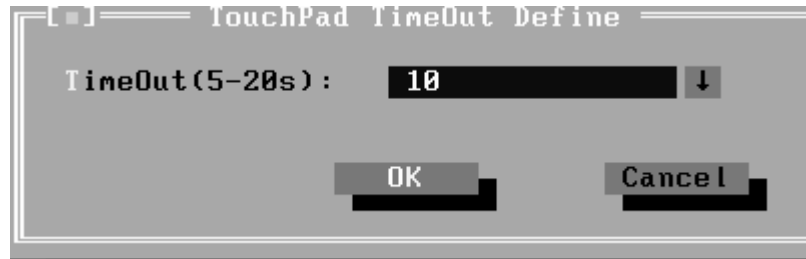 [■] TouchPad TimeOut Define
TimeOut(5-20s): 10 ↓
OK Cancel